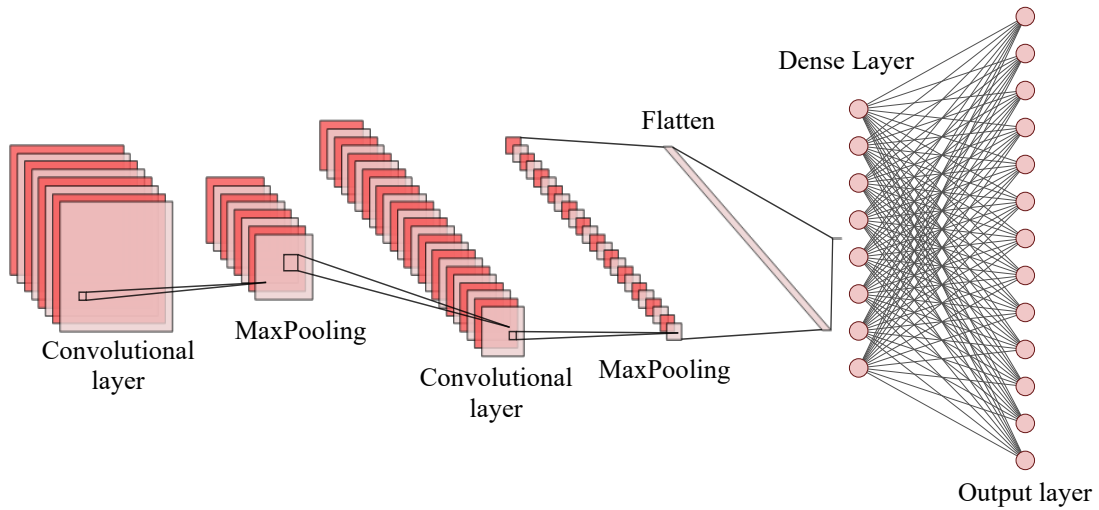 Convolutional
layer
MaxPooling
Convolutional
layer
MaxPooling
Flatten
Dense Layer
Output layer